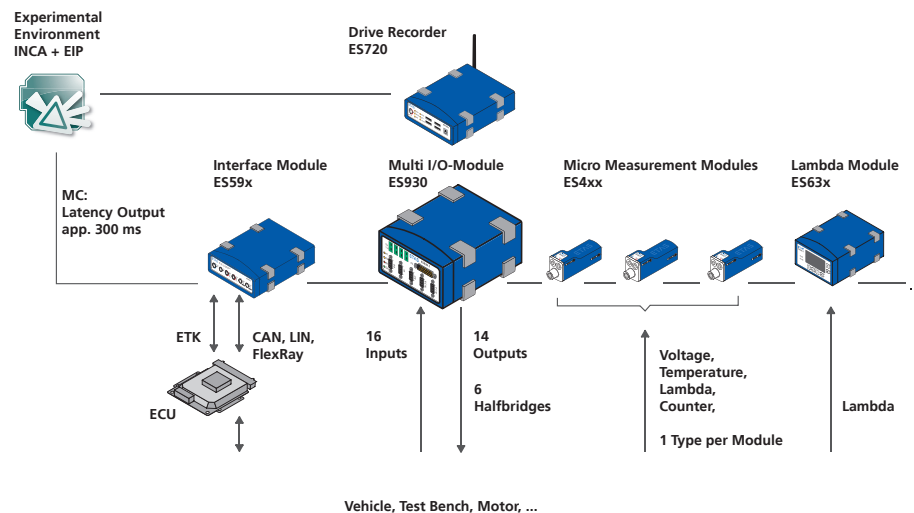 Experimental
Environment
INCA + EIP
Drive Recorder
ES720
Interface Module
ES59x
Multi I/O-Module
ES930
Micro Measurement Modules
ES4xx
Lambda Module
ES63x
MC:
Latency Output
app. 300 ms
ETK
CAN, LIN,
FlexRay
16
Inputs
14
Outputs
6
Halfbridges
Voltage,
Temperature,
Lambda,
Counter,
1 Type per Module
Lambda
ECU
Vehicle, Test Bench, Motor, ...